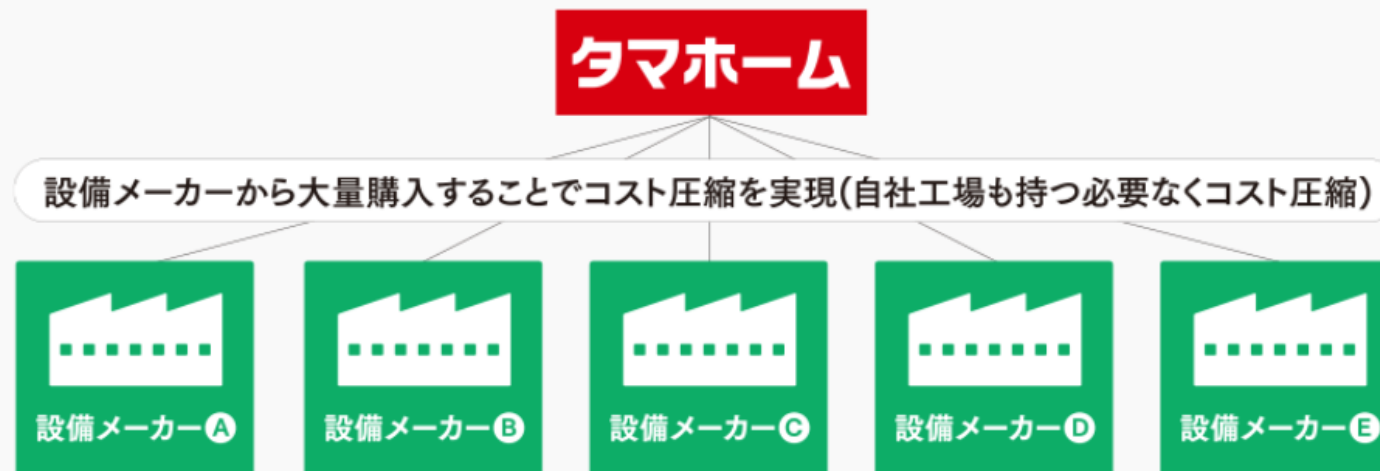 タマホーム
設備メーカーから大量購入することでコスト圧縮を実現(自社工場も持つ必要なくコスト圧縮)
設備メーカーA
設備メーカーB
設備メーカーC
設備メーカーD
設備メーカーE